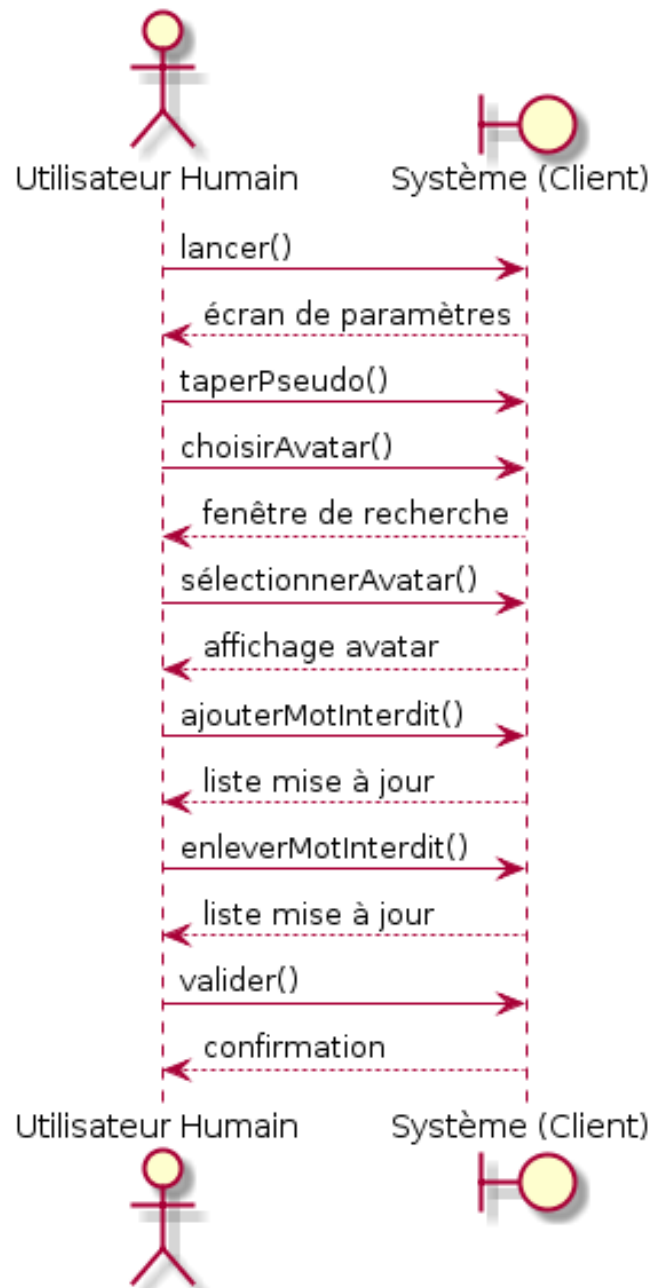 Utilisateur Humain
Système (Client)
lancer()
écran de paramètres
taperPseudo()
choisirAvatar()
fenêtre de recherche
sélectionnerAvatar()
affichage avatar
ajouterMotInterdit()
liste mise à jour
enleverMotInterdit()
liste mise à jour
valider()
confirmation
Utilisateur Humain
Système (Client)